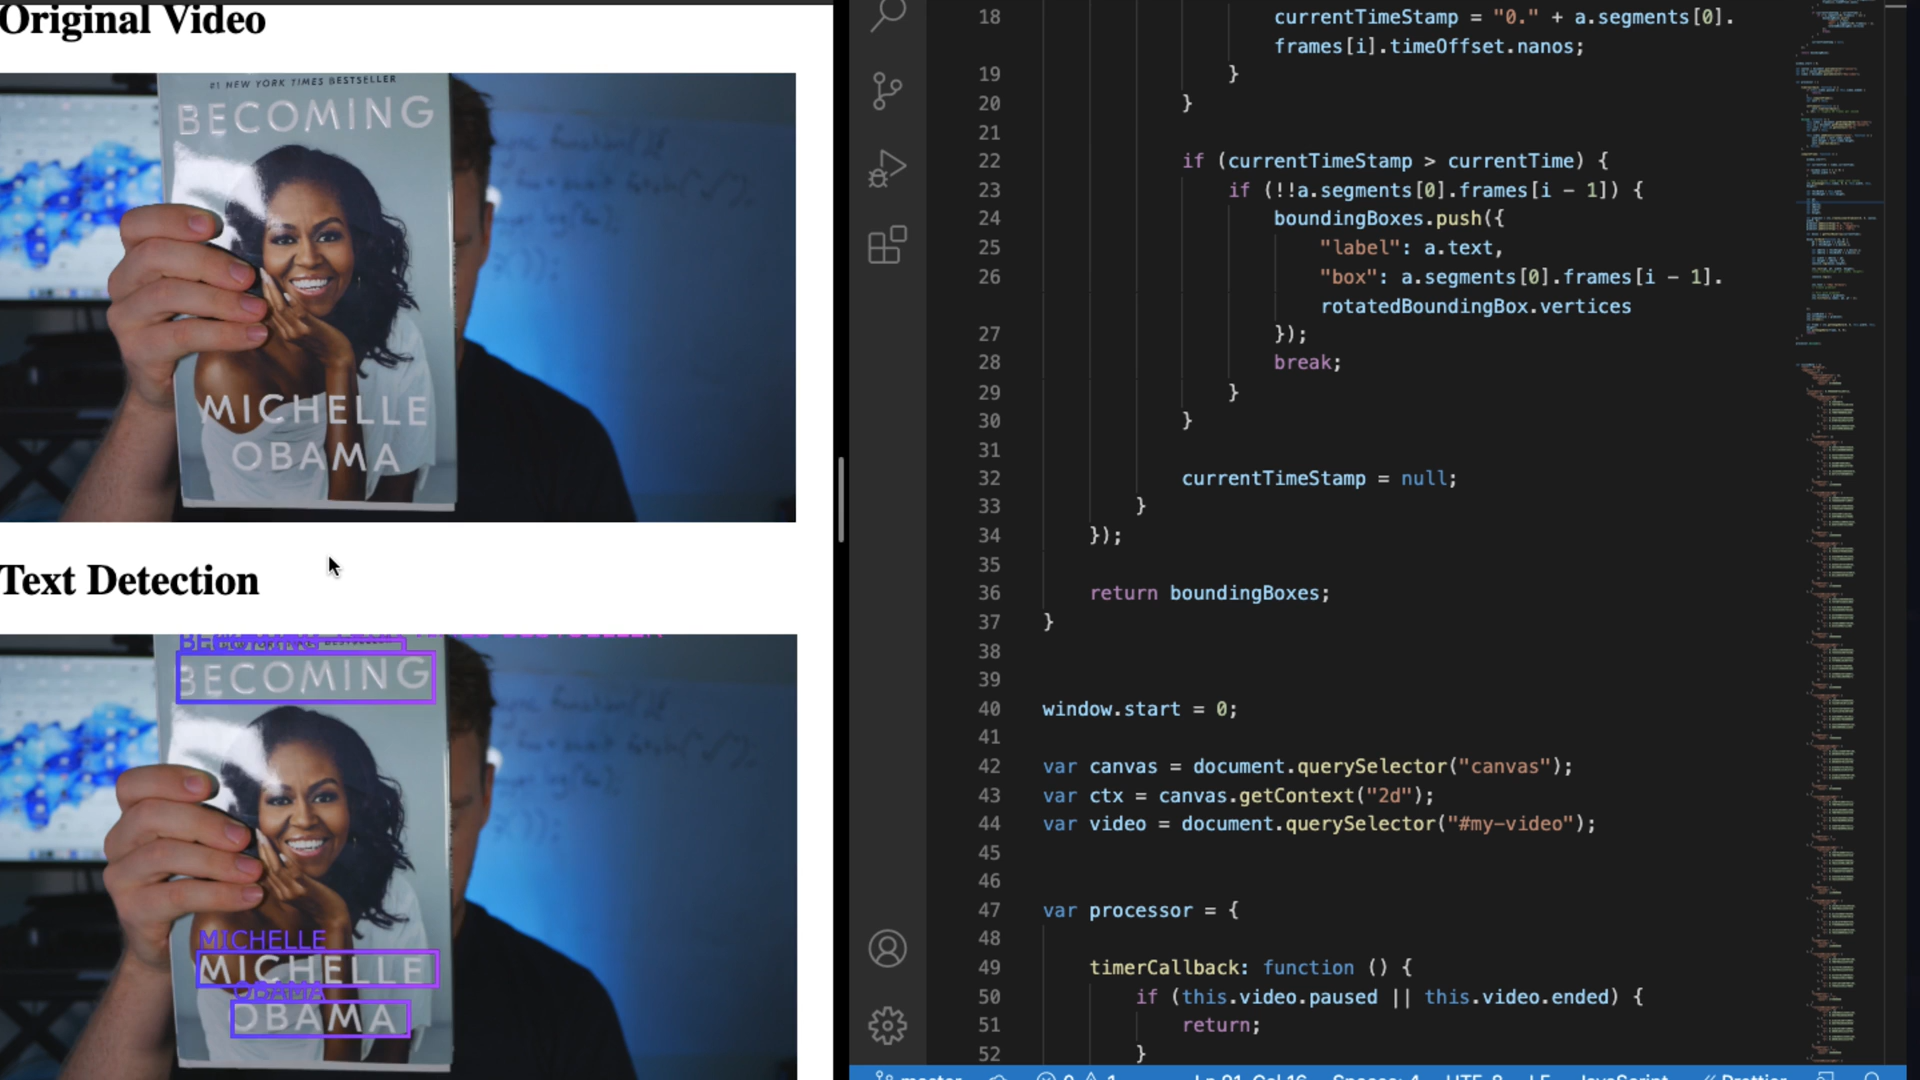 Original Video
#1 NEW YORK TIMES BESTSELLER
BECOMING
MICHELLE
OBAMA
Text Detection
BECOMING
MICHELLE
MICHELLE
OBAMA
OBAMA
18 currentTimeStamp = "0." + a.segments[0].
frames[i].timeOffset.nanos;
19 }
20 }
21
22 if (currentTimeStamp > currentTime) {
23 if (!!a.segments[0].frames[i - 1]) {
24 boundingBoxes.push({
25 "label": a.text,
26 "box": a.segments[0].frames[i - 1].
rotatedBoundingBox.vertices
27 });
28 break;
29 }
30 }
31
32 currentTimeStamp = null;
33 }
34 });
35
36 return boundingBoxes;
37 }
38
39
40 window.start = 0;
41
42 var canvas = document.querySelector("canvas");
43 var ctx = canvas.getContext("2d");
44 var video = document.querySelector("#my-video");
45
46
47 var processor = {
48
49 timerCallback: function () {
50 if (this.video.paused || this.video.ended) {
51 return;
52 }